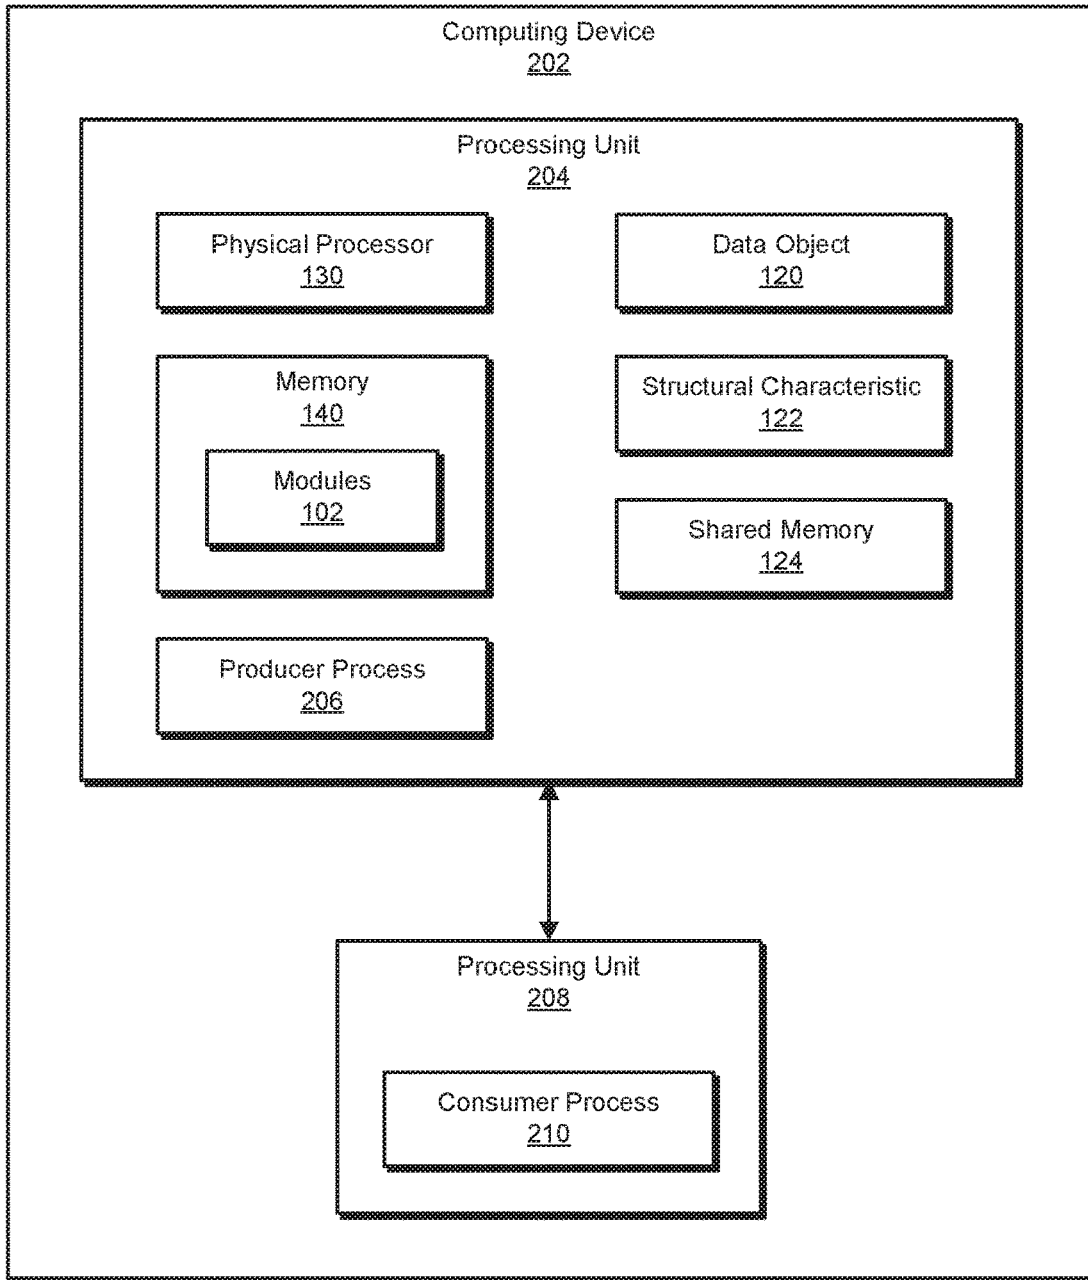 Computing Device
202
Processing Unit
204
Physical Processor
130
Data Object
120
Memory
140
Structural Characteristic
122
Modules
102
Shared Memory
124
Producer Process
206
Processing Unit
208
Consumer Process
210